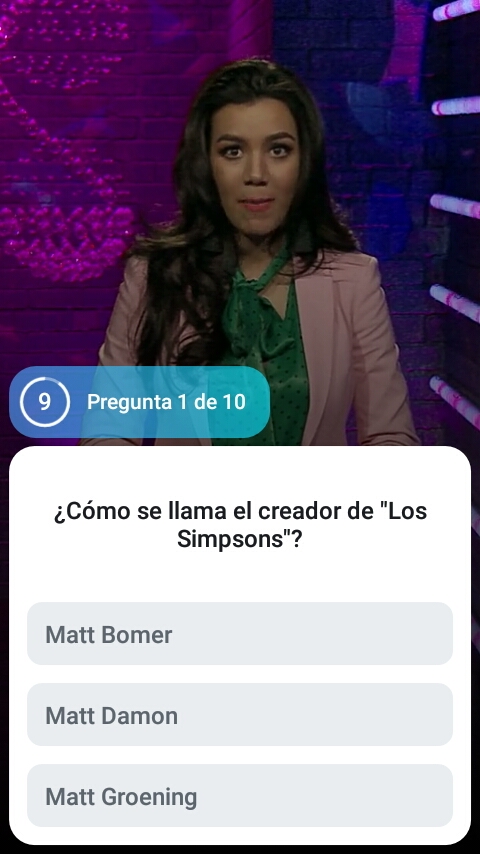 9
Pregunta 1 de 10
¿Cómo se llama el creador de "Los
Simpsons"?
Matt Bomer
Matt Damon
Matt Groening